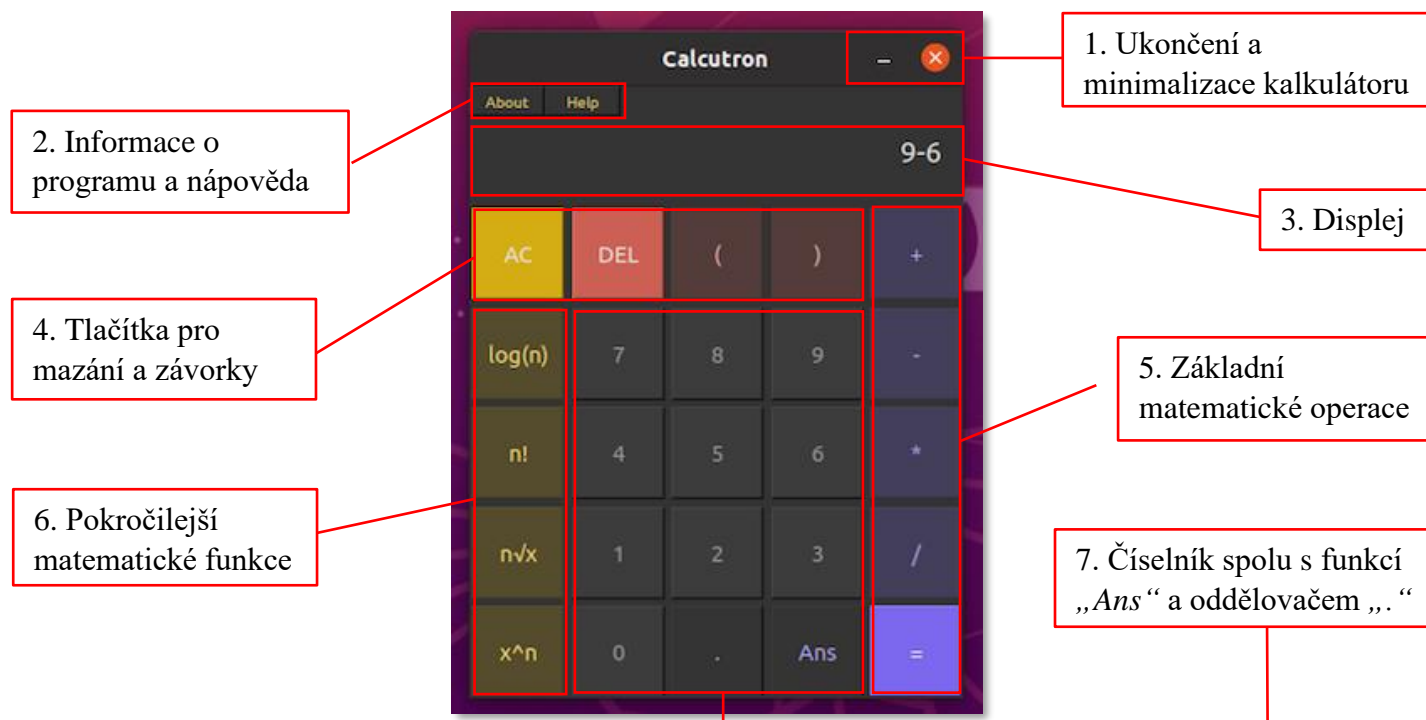 Calcutron
1. Ukončení a
minimalizace kalkulátoru
About Help
2. Informace o
programu a nápověda
9-6
3. Displej
AC DEL ( ) +
4. Tlačítka pro
mazání a závorky
log(n) 7 8 9 -
5. Základní
matematické operace
n! 4 5 6 *
6. Pokročilejší
matematické funkce
n√x 1 2 3 /
7. Číselník spolu s funkcí
„Ans“ a oddělovačem „.“
x^n 0 . Ans =